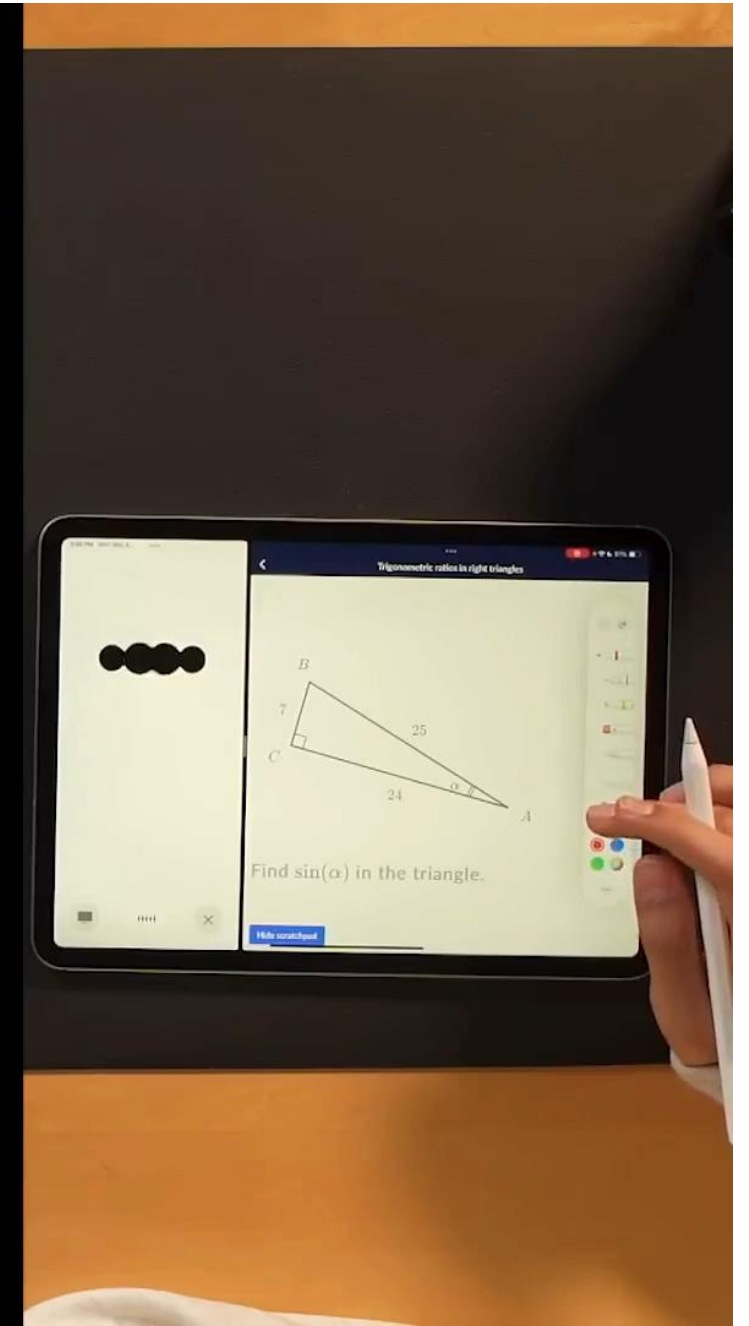 Trigonometric ratios in right triangles
B
7
25
C
α
24
A
Find sin(α) in the triangle.
Hide scratchpad